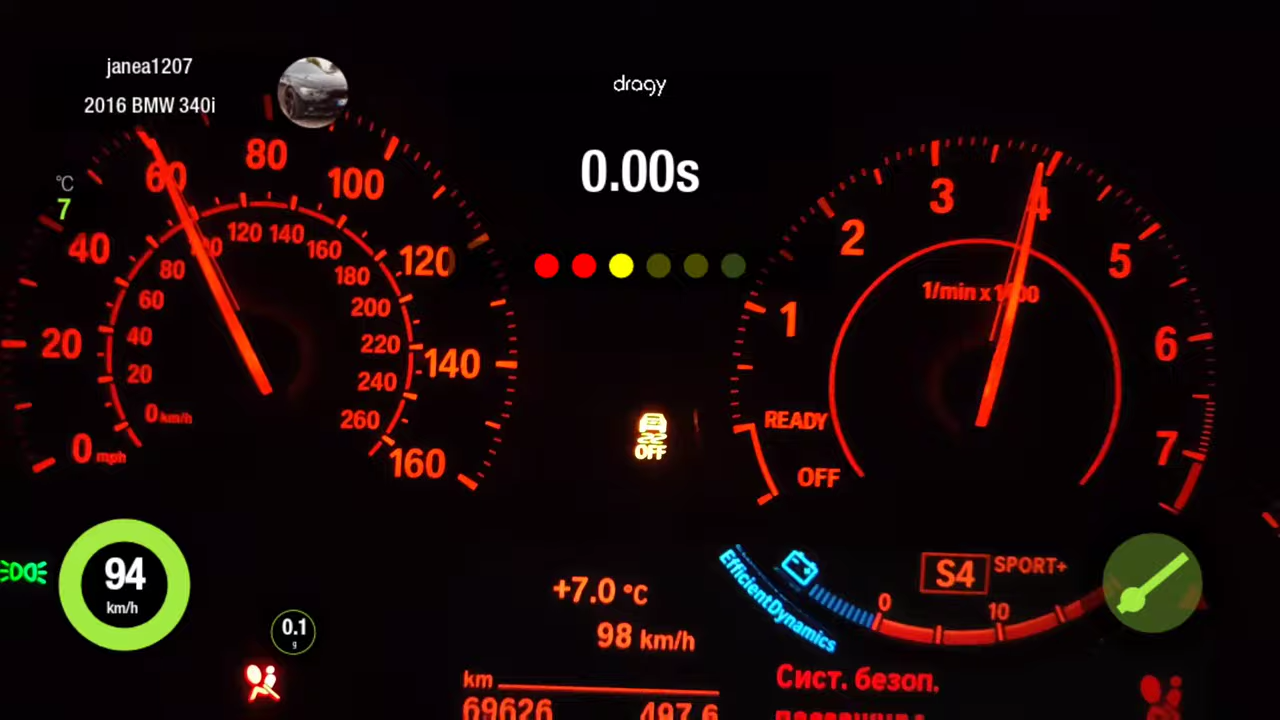 janea1207
2016 BMW 340i
dragy
0.00s
°C
7
0 mph
20
40
60
80
100
120
140
160
0 km/h
20
40
60
80
120
140
160
180
200
220
240
260
1
2
3
4
5
6
7
1/min x
READY
OFF
OFF
94
km/h
0.1
g
+7.0 °C
98 km/h
km
69626
497.6
EfficientDynamics
0
10
S4
SPORT+
Сист. безоп.